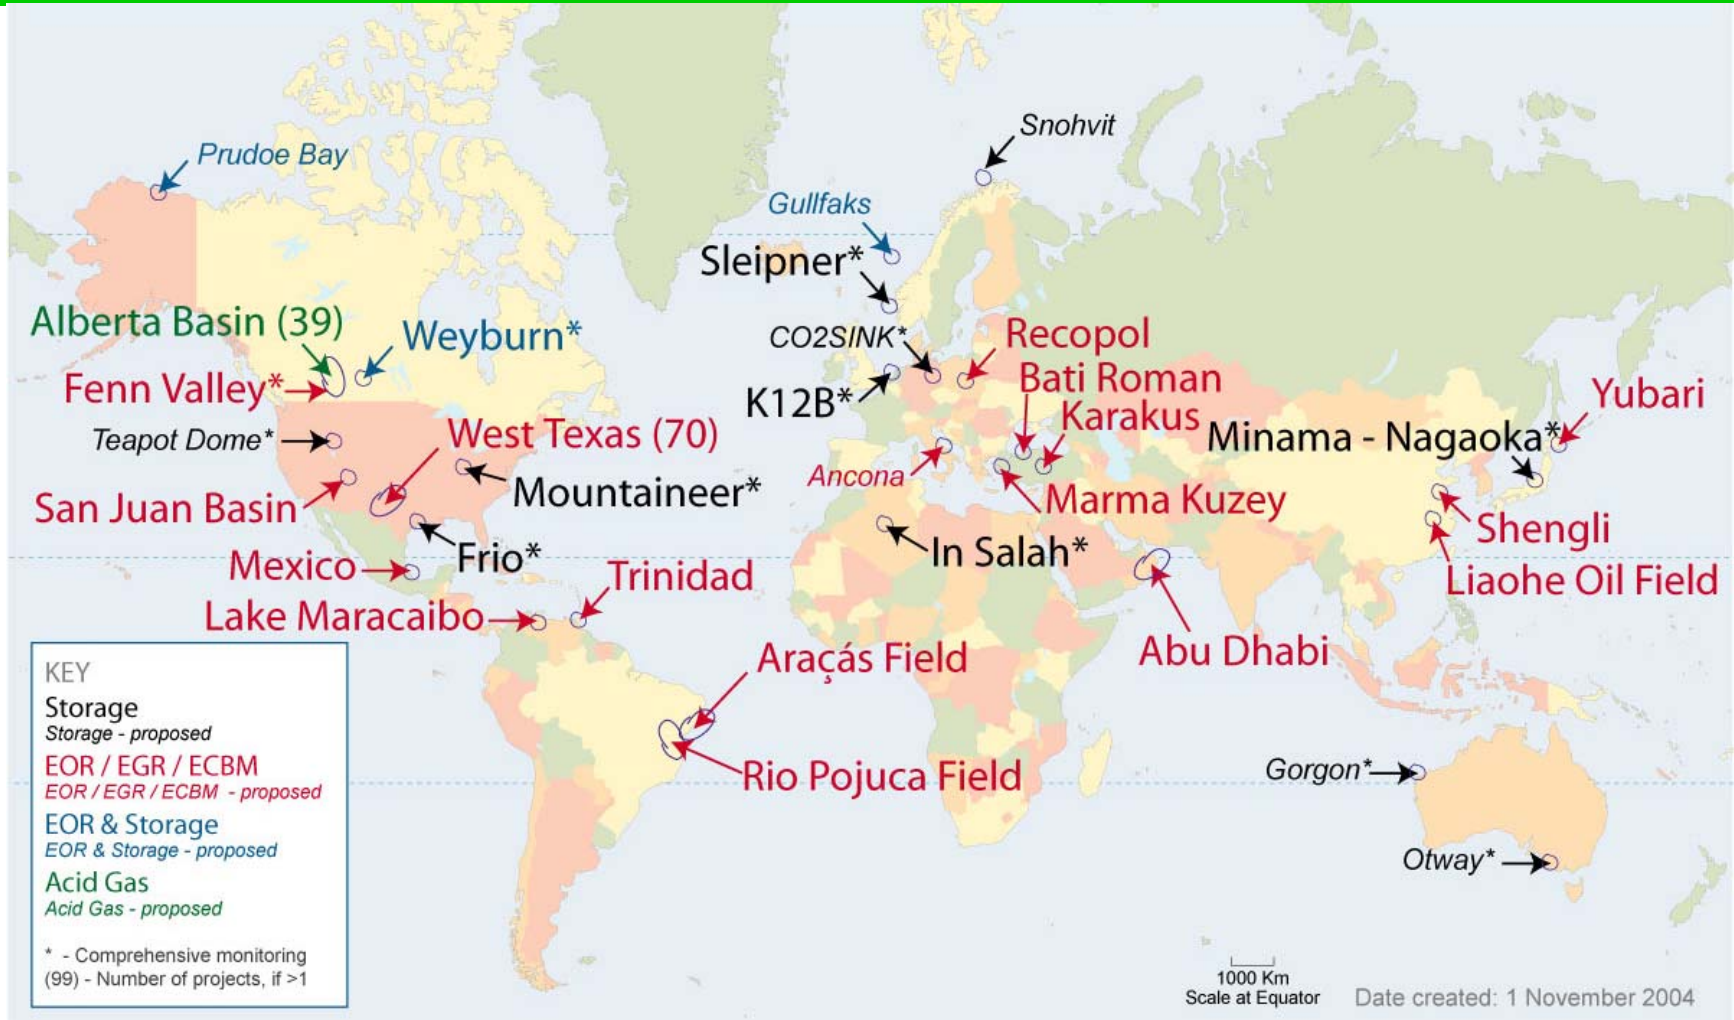 Snohvit
Prudoe Bay
Gullfaks
Sleipner*
Alberta Basin (39)
Weyburn*
CO2SINK*
Recopol
Fenn Valley*
Bati Roman
K12B*
Yubari
Karakus
Teapot Dome*
West Texas (70)
Minama - Nagaoka*
Ancona
San Juan Basin
Mountaineer*
Marma Kuzey
Shengli
Frio*
In Salah*
Mexico
Trinidad
Liaohe Oil Field
Lake Maracaibo
Araçás Field
Abu Dhabi
Rio Pojuca Field
Gorgon*
Otway*
KEY
Storage
Storage - proposed
EOR / EGR / ECBM
EOR / EGR / ECBM - proposed
EOR & Storage
EOR & Storage - proposed
Acid Gas
Acid Gas - proposed
* - Comprehensive monitoring
(99) - Number of projects, if >1
1000 Km
Scale at Equator
Date created: 1 November 2004